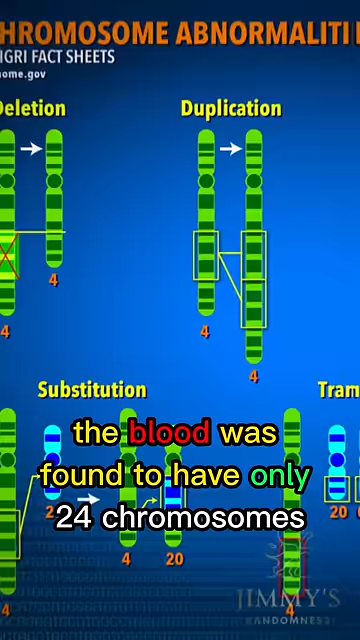 HROMOSOME ABNORMALITI
IGRI FACT SHEETS
ome.gov
Deletion
Duplication
4
4
4
4
Substitution
Tran
the blood was
found to have only
24 chromosomes
2
4
20
20
4
4
JIMMY'S
RANDOMNESS!